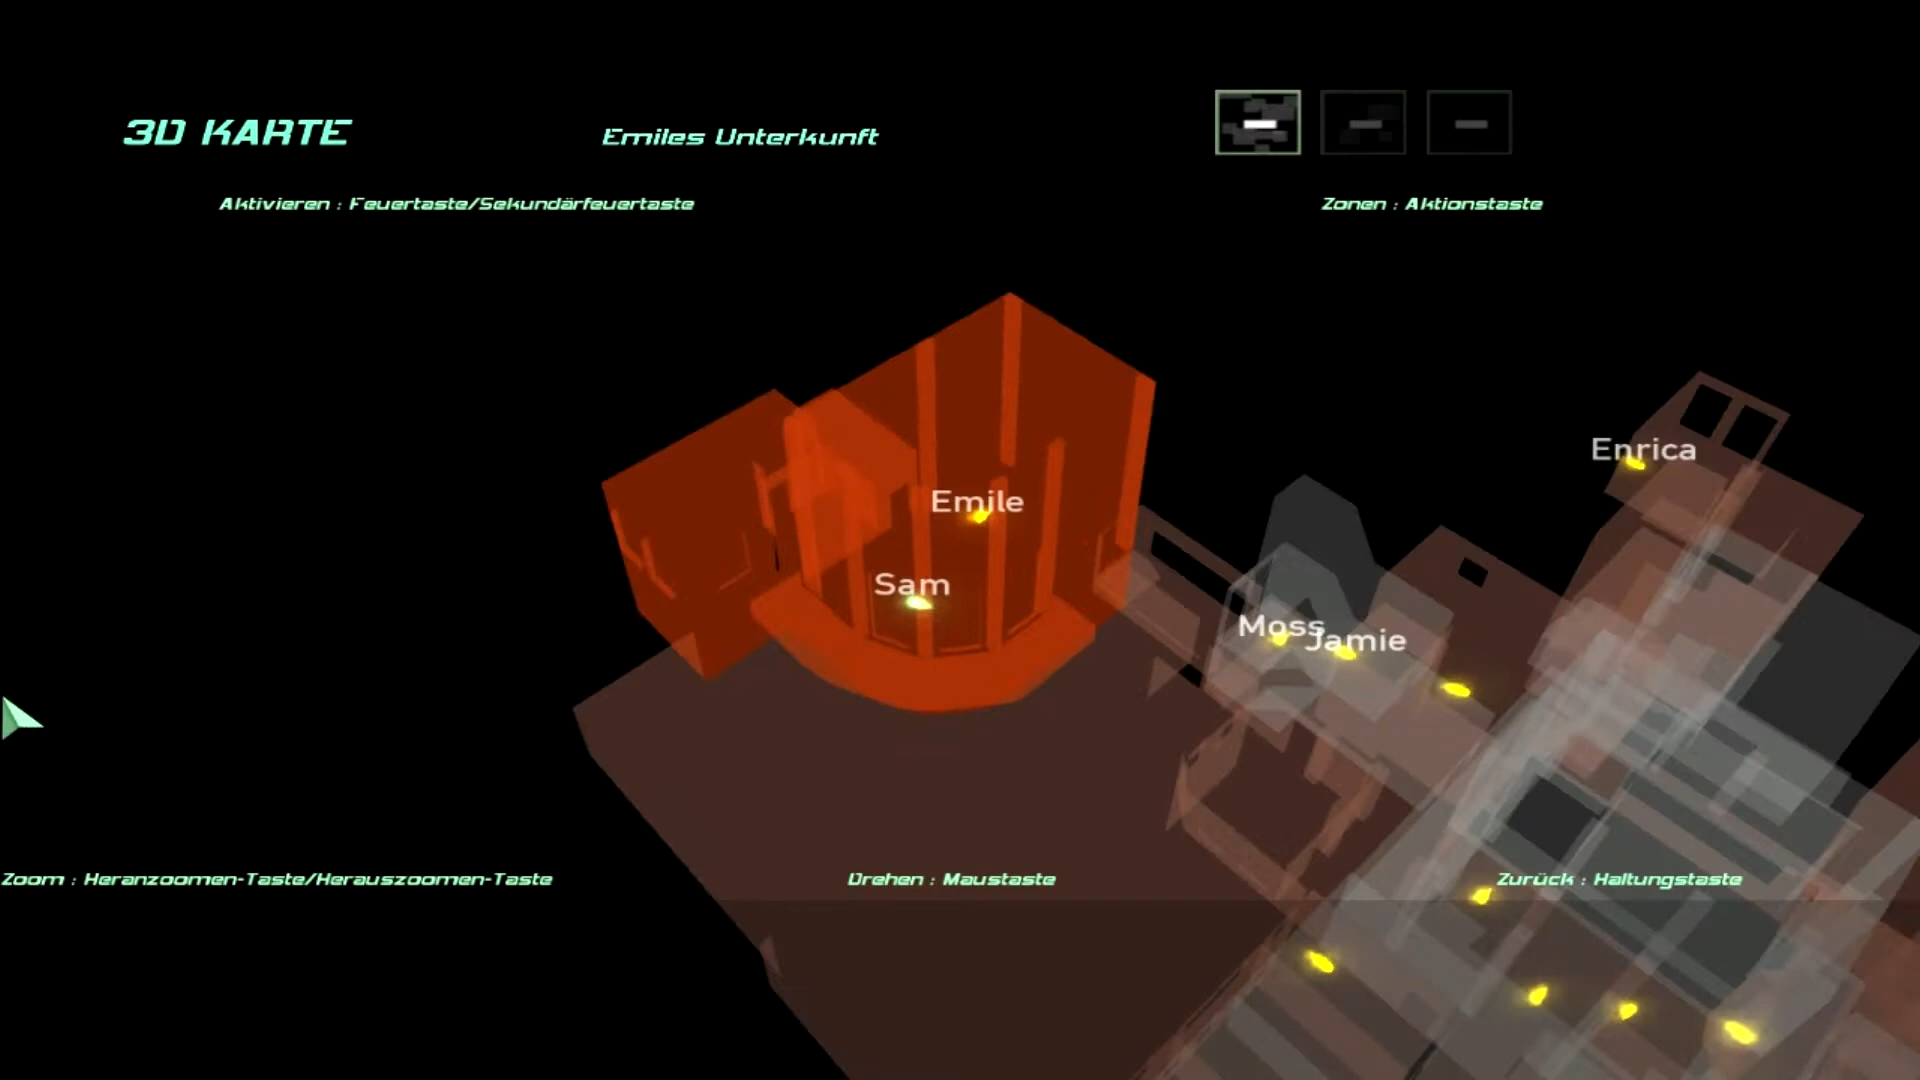 3D KARTE
Emiles Unterkunft
Aktivieren : Feuertaste/Sekundärfeuertaste
Zonen : Aktionstaste
Enrica
Emile
Sam
Moss
Jamie
Zoom : Heranzoomen-Taste/Herauszoomen-Taste
Drehen : Maustaste
Zurück : Haltungstaste